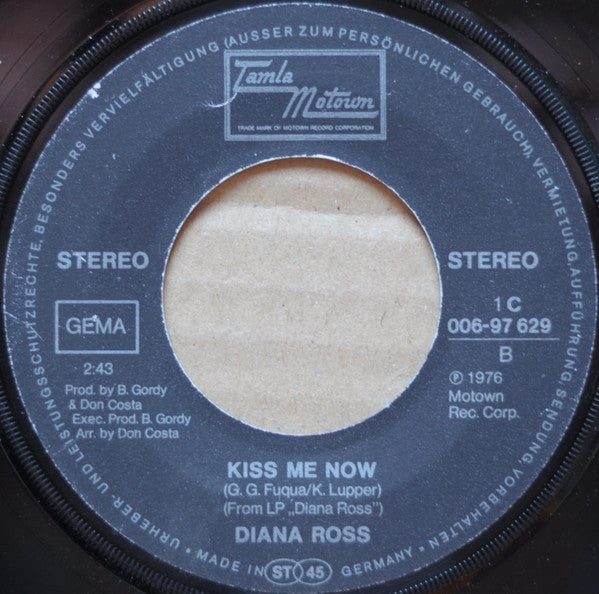 URHEBER- UND LEISTUNGSSCHUTZRECHTE, BESONDERS VERVIELFÄLTIGUNG (AUSSER ZUM PERSÖNLICHEN GEBRAUCH), VERMIETUNG, AUFFÜHRUNG, SENDUNG, VORBEHALTEN
Tamla
Motown
TRADE MARK OF MOTOWN RECORD CORPORATION
STEREO
STEREO
GEMA
2:43
Prod. by B. Gordy
& Don Costa
Exec. Prod. B. Gordy
Arr. by Don Costa
1 C
006-97 629
B
℗ 1976
Motown
Rec. Corp.
KISS ME NOW
(G. G. Fuqua/K. Lupper)
(From LP „Diana Ross")
DIANA ROSS
• MADE IN ST 45 GERMANY •